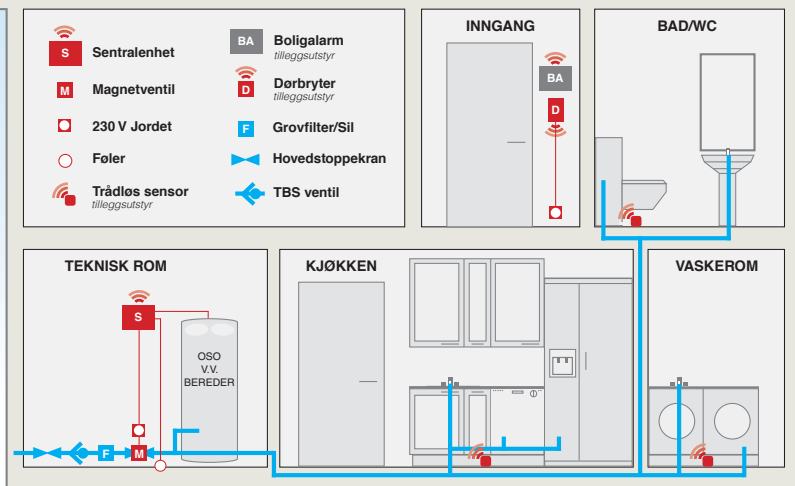 S
Sentralenhet
M
Magnetventil
230 V Jordet
Føler
Trådløs sensor
tilleggsutstyr
BA
Boligalarm
tilleggsutstyr
D
Dørbryter
tilleggsutstyr
F
Grovfilter/Sil
Hovedstoppekran
TBS ventil
INNGANG
BA
D
BAD/WC
TEKNISK ROM
S
OSO
V.V.
BEREDER
F
M
KJØKKEN
VASKEROM